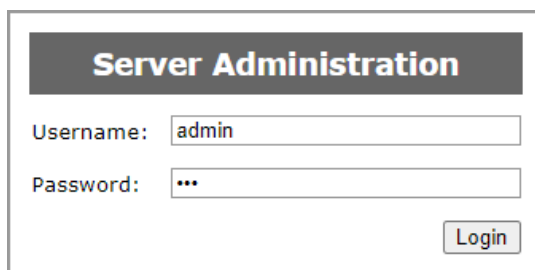 Server Administration
Username: admin
Password: •••
Login